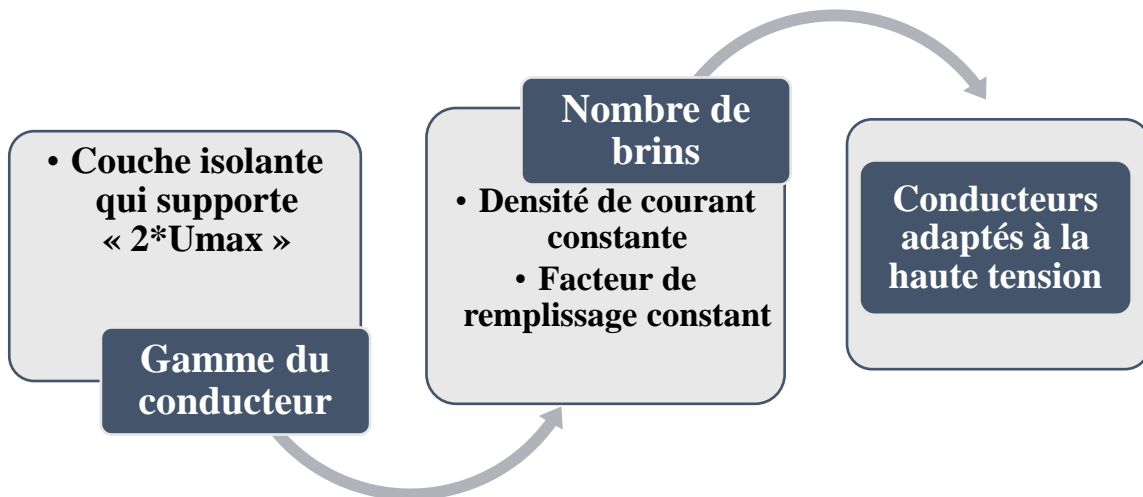 • Couche isolante
qui supporte
« 2*Umax »
Gamme du
conducteur
Nombre de
brins
• Densité de courant
constante
• Facteur de
remplissage constant
Conducteurs
adaptés à la
haute tension